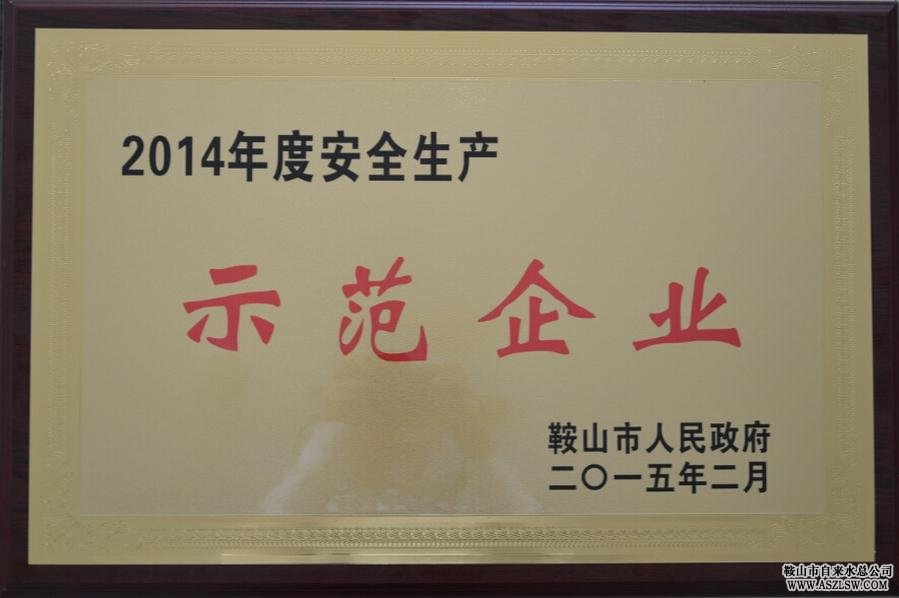 2014年度安全生产
示范企业
鞍山市人民政府
二〇一五年二月
鞍山市自来水总公司
WWW.ASZLSW.COM